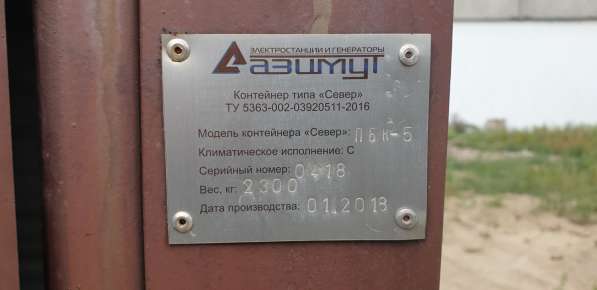 ЭЛЕКТРОСТАНЦИИ И ГЕНЕРАТОРЫ
азимут
Контейнер типа «Север»
ТУ 5363-002-03920511-2016
Модель контейнера «Север»: ПБК-5
Климатическое исполнение: С
Серийный номер: 0418
Вес, кг: 2300
Дата производства: 01.2018